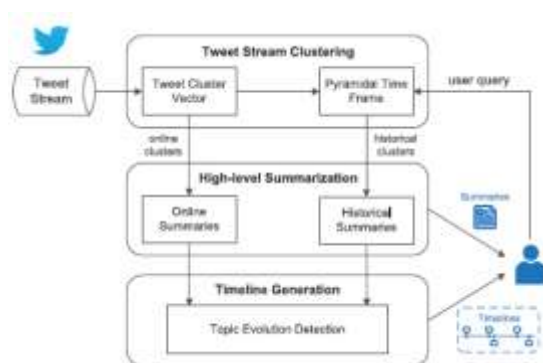 Tweet Stream Clustering
Tweet
Stream
Tweet Cluster
Vector
Pyramidal Time
Frame
user query
online
clusters
historical
clusters
High-level Summarization
Online
Summaries
Historical
Summaries
Summaries
Timeline Generation
Topic Evolution Detection
Timelines